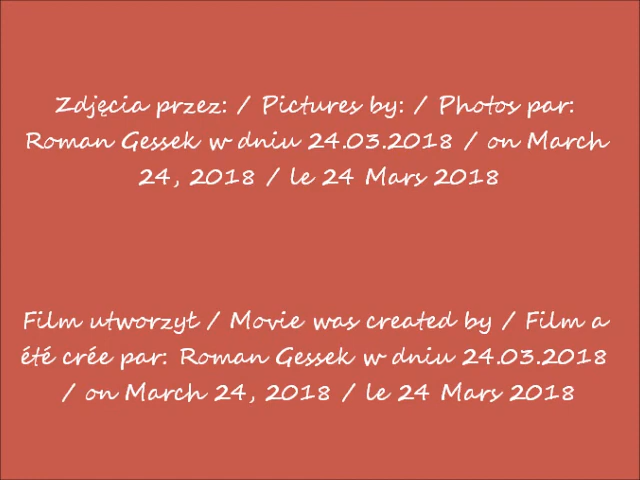 Zdjęcia przez: / Pictures by: / Photos par:
Roman Gessek w dniu 24.03.2018 / on March
24, 2018 / le 24 Mars 2018
Film utworzył / Movie was created by / Film a
été crée par: Roman Gessek w dniu 24.03.2018
/ on March 24, 2018 / le 24 Mars 2018